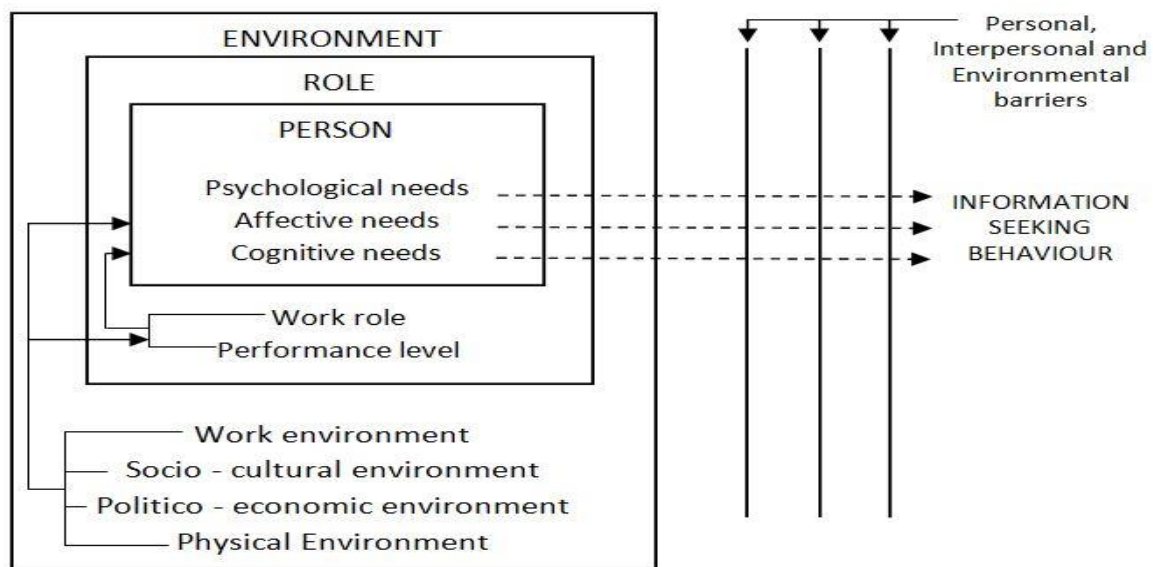 ENVIRONMENT
ROLE
PERSON
Psychological needs
Affective needs
Cognitive needs
Work role
Performance level
Work environment
Socio - cultural environment
Politico - economic environment
Physical Environment
Personal,
Interpersonal and
Environmental
barriers
INFORMATION
SEEKING
BEHAVIOUR